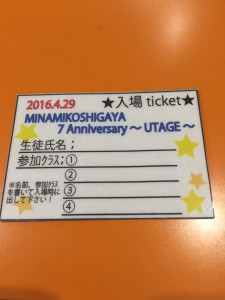 2016.4.29 ★入場 ticket★
MINAMIKOSHIGAYA
7 Anniversary～UTAGE～
生徒氏名；
参加ｸﾗｽ；①
②
③
④
※名前、参加ｸﾗｽ
を書いて入場時に
出して下さい！